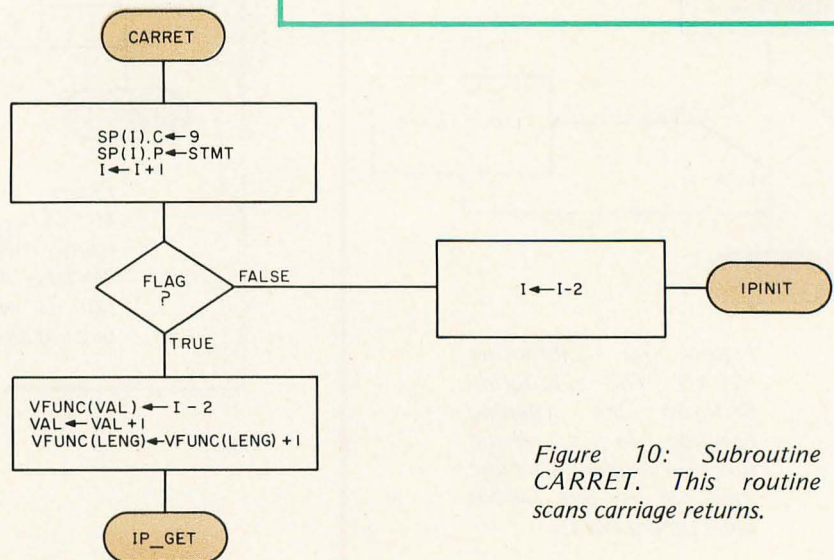 CARRET
SP(I).C←9
SP(I).P←STMT
I←I+1
FLAG
?
FALSE
I←I-2
IPINIT
TRUE
VFUNC(VAL)←I-2
VAL←VAL+1
VFUNC(LENG)←VFUNC(LENG)+1
IP_GET
Figure 10: Subroutine
CARRET. This routine
scans carriage returns.